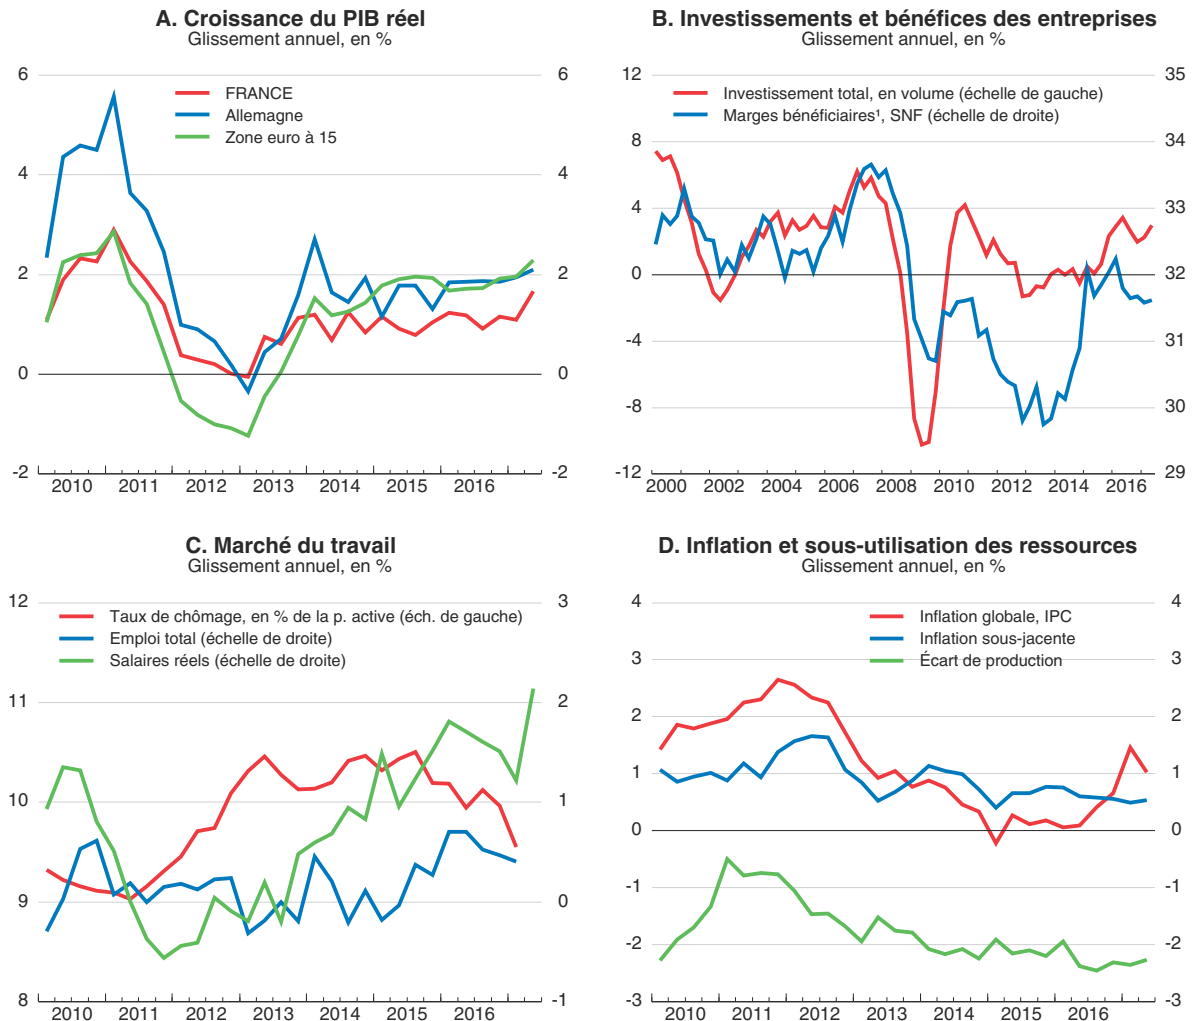 A. Croissance du PIB réel
Glissement annuel, en %
6 6
FRANCE
Allemagne
Zone euro à 15
4 4
2 2
0 0
-2 -2
2010 2011 2012 2013 2014 2015 2016
B. Investissements et bénéfices des entreprises
Glissement annuel, en %
12 35
Investissement total, en volume (échelle de gauche)
Marges bénéficiaires¹, SNF (échelle de droite)
8 34
4 33
0 32
-4 31
-8 30
-12 29
2000 2002 2004 2006 2008 2010 2012 2014 2016
C. Marché du travail
Glissement annuel, en %
12 3
Taux de chômage, en % de la p. active (éch. de gauche)
Emploi total (échelle de droite)
Salaires réels (échelle de droite)
11 2
10 1
9 0
8 -1
2010 2011 2012 2013 2014 2015 2016
D. Inflation et sous-utilisation des ressources
Glissement annuel, en %
4 4
Inflation globale, IPC
Inflation sous-jacente
3 Écart de production 3
2 2
1 1
0 0
-1 -1
-2 -2
-3 -3
2010 2011 2012 2013 2014 2015 2016